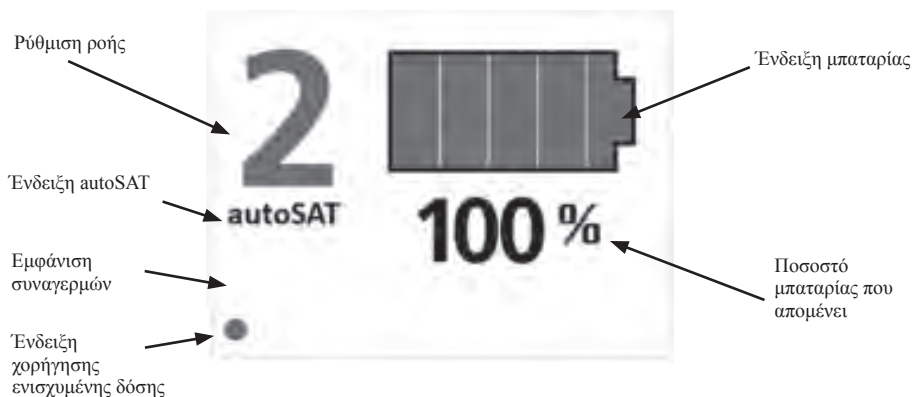 Ρύθμιση ροής
2
Ένδειξη μπαταρίας
Ένδειξη autoSAT
autoSAT
100 %
Εμφάνιση
συναγερμών
Ποσοστό
μπαταρίας που
απομένει
Ένδειξη
χορήγησης
ενισχυμένης δόσης